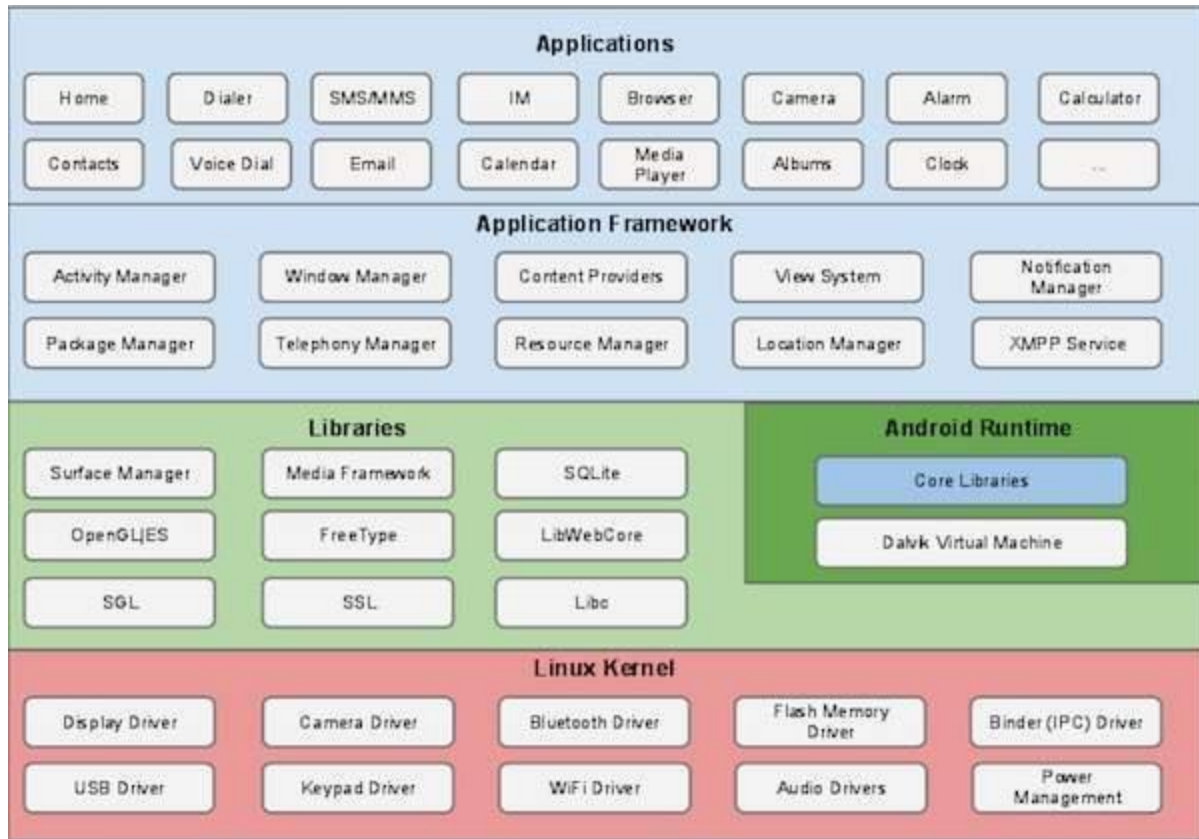 Applications
Home
Dialer
SMS/MMS
IM
Browser
Camera
Alarm
Calculator
Contacts
Voice Dial
Email
Calendar
Media
Player
Albums
Clock
...
Application Framework
Activity Manager
Window Manager
Content Providers
View System
Notification
Manager
Package Manager
Telephony Manager
Resource Manager
Location Manager
XMPP Service
Libraries
Surface Manager
Media Framework
SQLite
OpenGL|ES
FreeType
LibWebCore
SGL
SSL
Libc
Android Runtime
Core Libraries
Dalvik Virtual Machine
Linux Kernel
Display Driver
Camera Driver
Bluetooth Driver
Flash Memory
Driver
Binder (IPC) Driver
USB Driver
Keypad Driver
WiFi Driver
Audio Drivers
Power
Management